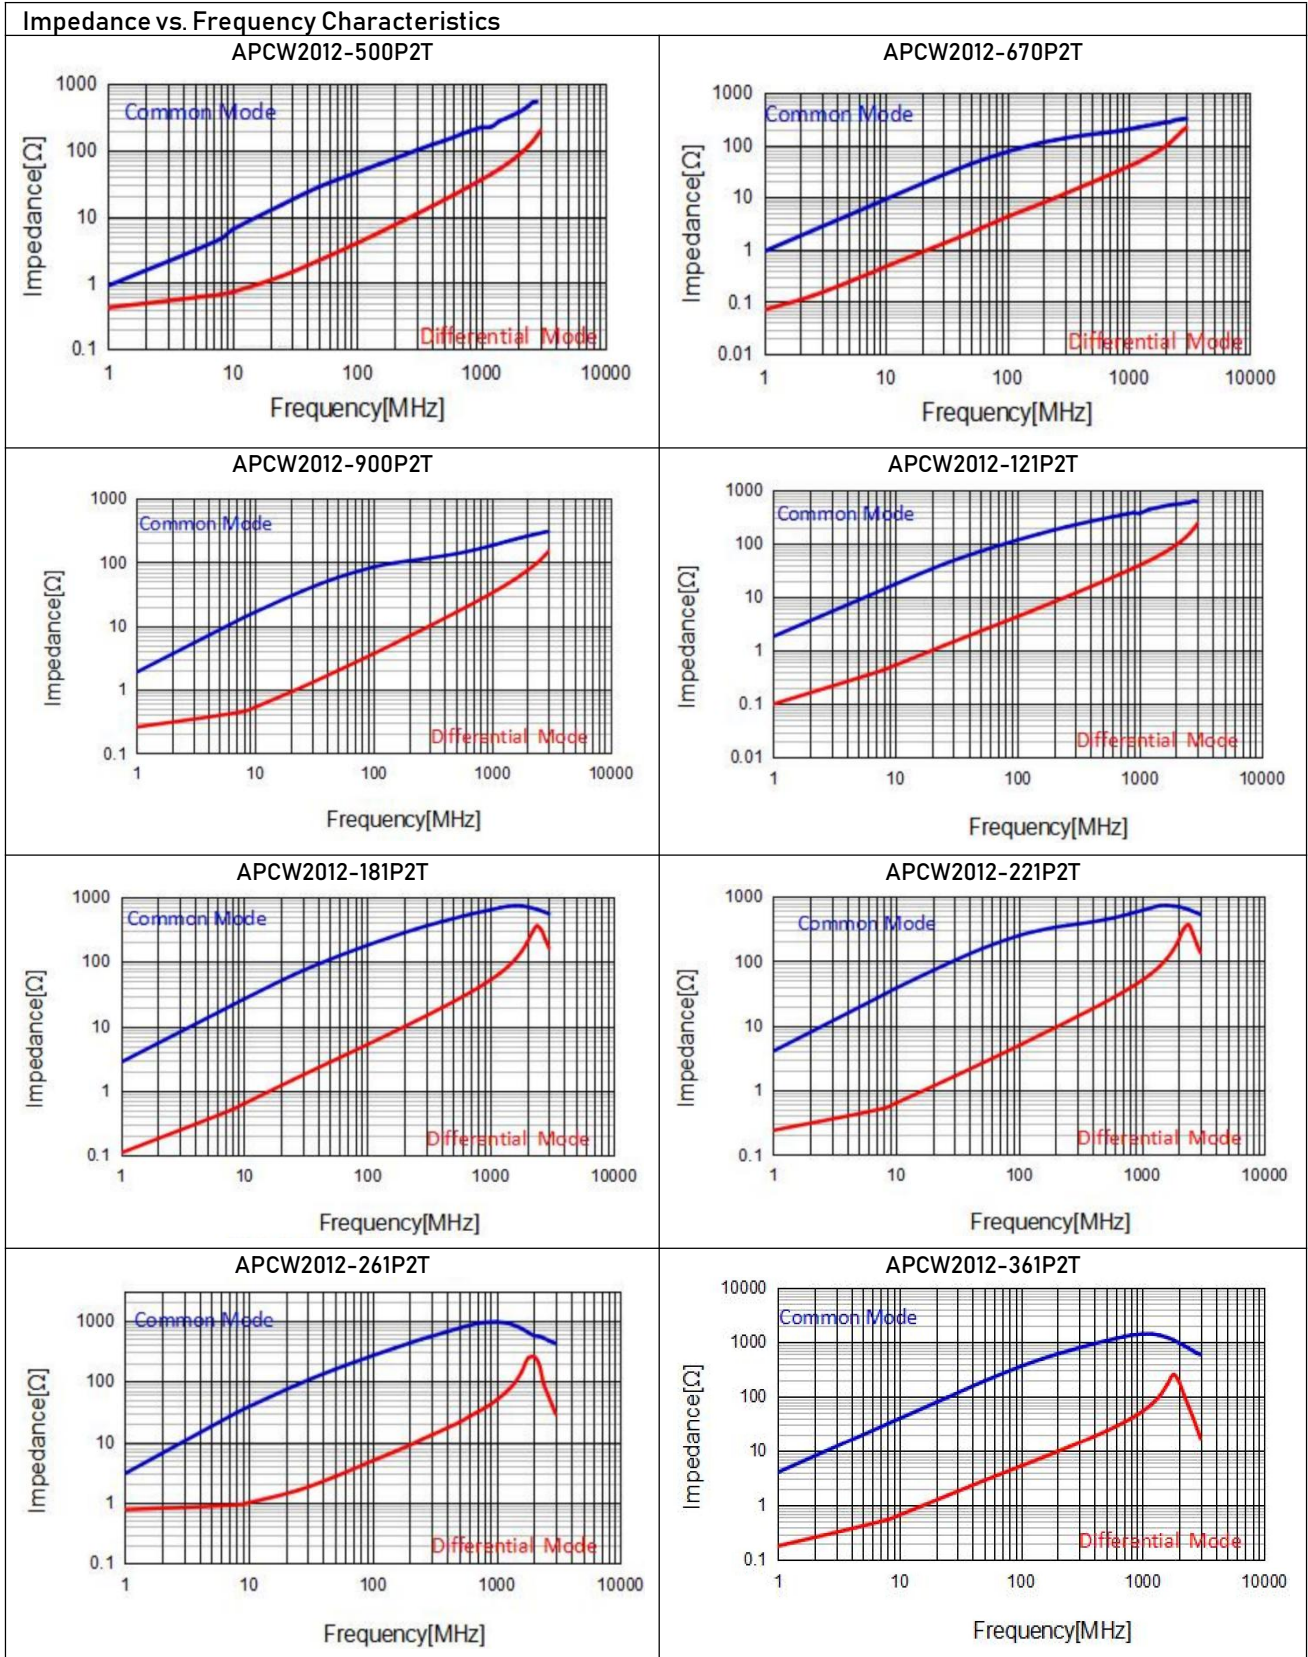 Impedance vs. Frequency Characteristics
APCW2012-500P2T
1000
Common Mode
100
Impedance[Ω]
10
1
Differential Mode
0.1
1 10 100 1000 10000
Frequency[MHz]
APCW2012-670P2T
1000
Common Mode
100
10
Impedance[Ω]
1
0.1
Differential Mode
0.01
1 10 100 1000 10000
Frequency[MHz]
APCW2012-900P2T
1000
Common Mode
100
Impedance[Ω]
10
1
Differential Mode
0.1
1 10 100 1000 10000
Frequency[MHz]
APCW2012-121P2T
1000
Common Mode
100
10
Impedance[Ω]
1
0.1
Differential Mode
0.01
1 10 100 1000 10000
Frequency[MHz]
APCW2012-181P2T
1000
Common Mode
100
Impedance[Ω]
10
1
Differential Mode
0.1
1 10 100 1000 10000
Frequency[MHz]
APCW2012-221P2T
1000
Common Mode
100
Impedance[Ω]
10
1
Differential Mode
0.1
1 10 100 1000 10000
Frequency[MHz]
APCW2012-261P2T
1000
Common Mode
100
Impedance[Ω]
10
1
Differential Mode
0.1
1 10 100 1000 10000
Frequency[MHz]
APCW2012-361P2T
10000
Common Mode
1000
100
Impedance[Ω]
10
1
Differential Mode
0.1
1 10 100 1000 10000
Frequency[MHz]